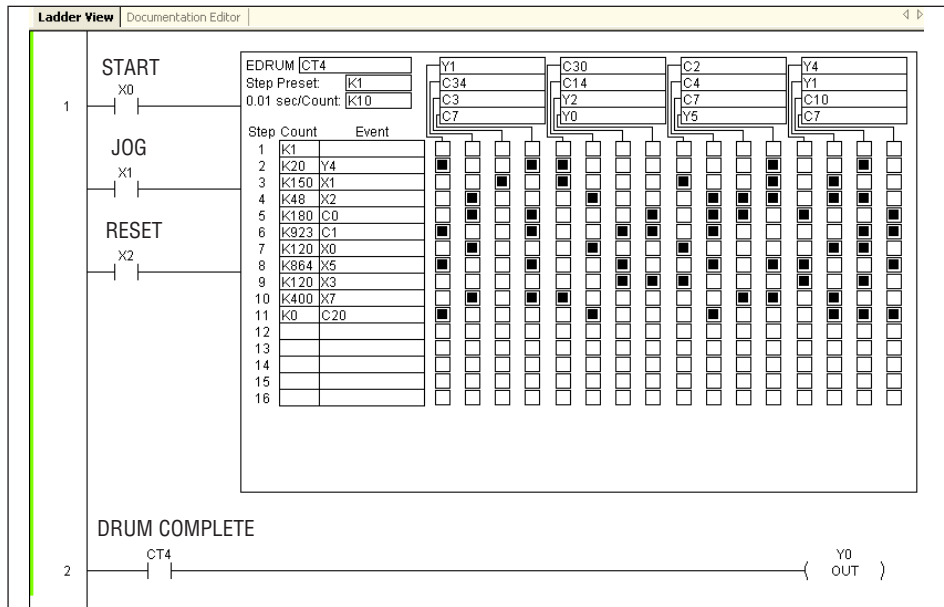 Ladder View Documentation Editor
START
X0
1
JOG
X1
RESET
X2
EDRUM CT4
Step Preset: K1
0.01 sec/Count: K10
Y1
C34
C3
C7
C30
C14
Y2
Y0
C2
C4
C7
Y5
Y4
Y1
C10
C7
Step Count Event
1 K1
2 K20 Y4
3 K150 X1
4 K48 X2
5 K180 C0
6 K923 C1
7 K120 X0
8 K864 X5
9 K120 X3
10 K400 X7
11 K0 C20
12
13
14
15
16
DRUM COMPLETE
CT4
Y0
2
( OUT )